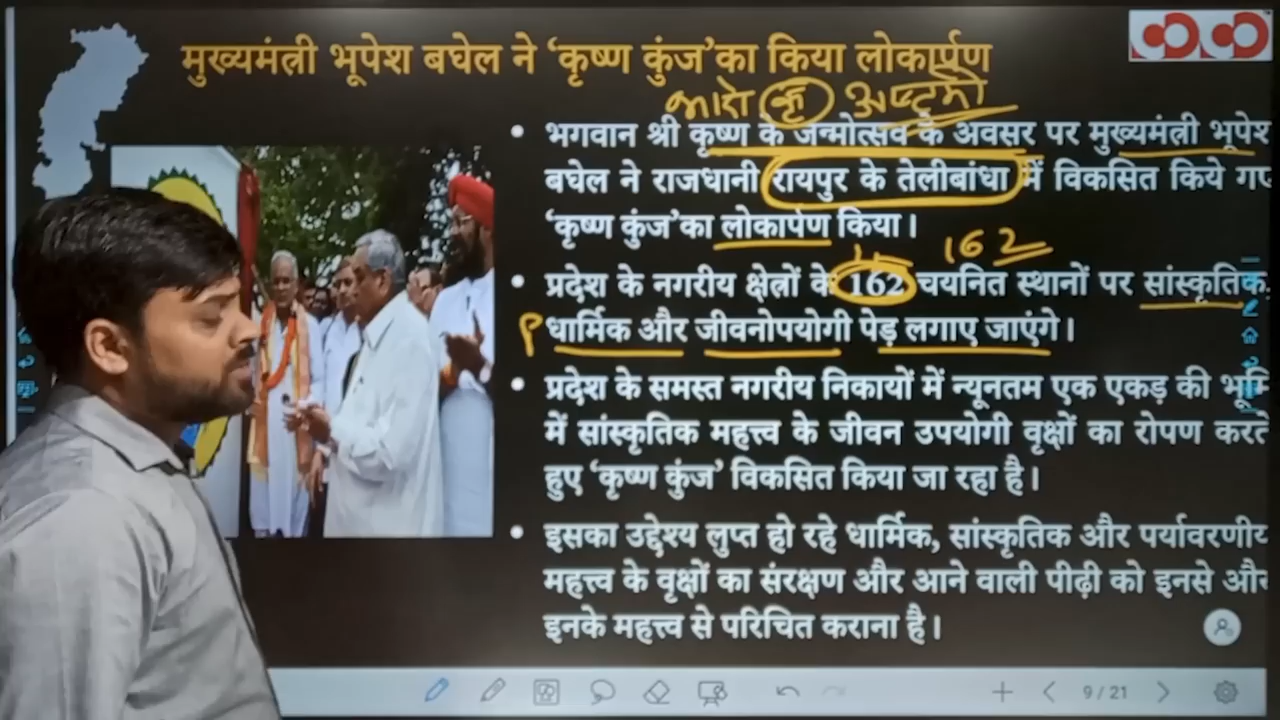 मुख्यमंत्री भूपेश बघेल ने ‘कृष्ण कुंज’का किया लोकार्पण
कृ अष्टमी
भगवान श्री कृष्ण के जन्मोत्सव के अवसर पर मुख्यमंत्री भूपेश
बघेल ने राजधानी रायपुर के तेलीबांधा में विकसित किये गए
‘कृष्ण कुंज’का लोकार्पण किया।
162
प्रदेश के नगरीय क्षेत्रों के 162 चयनित स्थानों पर सांस्कृतिक,
धार्मिक और जीवनोपयोगी पेड़ लगाए जाएंगे।
प्रदेश के समस्त नगरीय निकायों में न्यूनतम एक एकड़ की भूमि
में सांस्कृतिक महत्त्व के जीवन उपयोगी वृक्षों का रोपण करते
हुए ‘कृष्ण कुंज’ विकसित किया जा रहा है।
इसका उद्देश्य लुप्त हो रहे धार्मिक, सांस्कृतिक और पर्यावरणीय
महत्त्व के वृक्षों का संरक्षण और आने वाली पीढ़ी को इनसे और
इनके महत्त्व से परिचित कराना है।
9 / 21